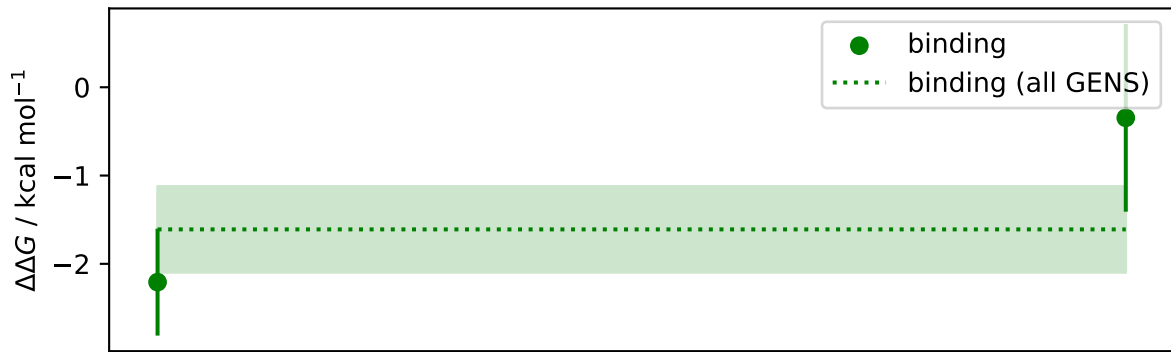 binding
binding (all GENS)
0
−1
−2
ΔΔG / kcal mol⁻¹